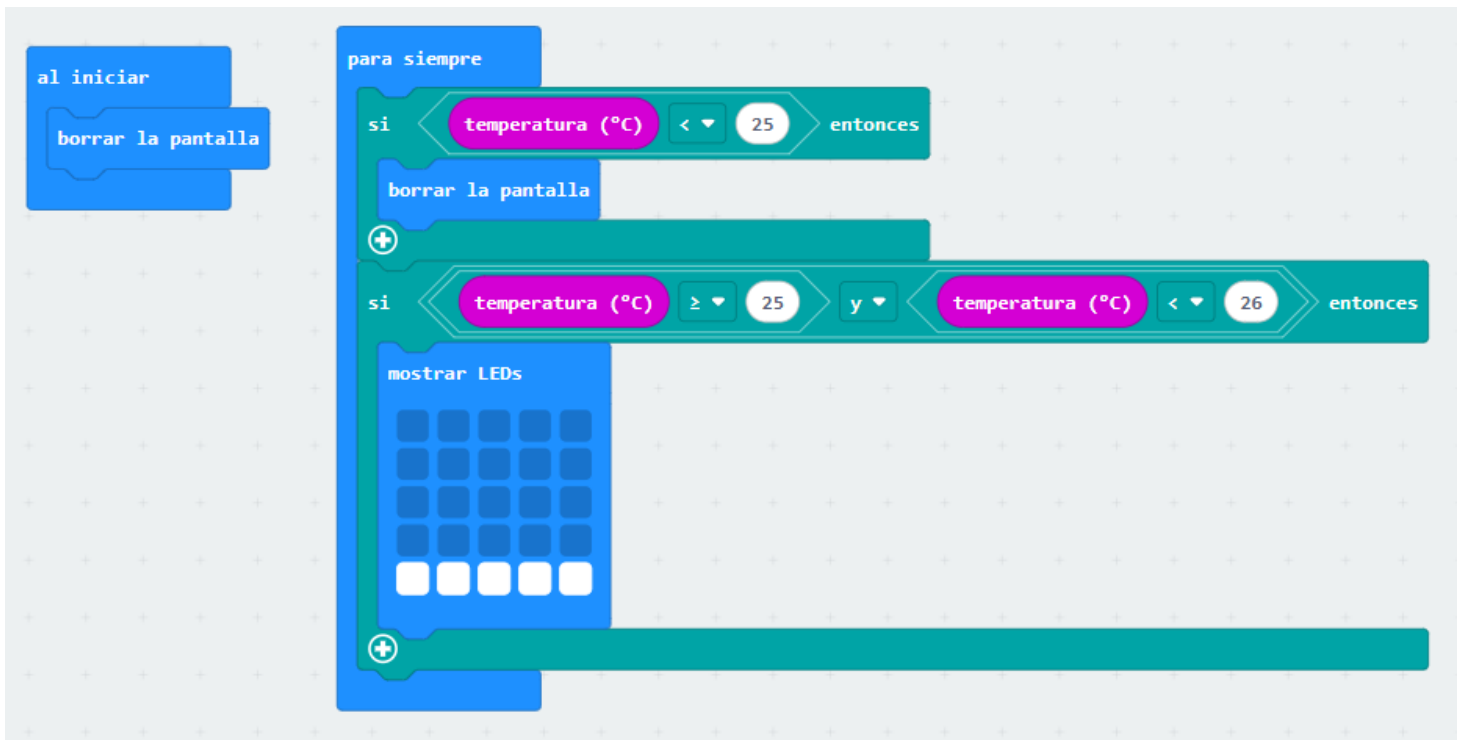 al iniciar
borrar la pantalla
para siempre
si temperatura (°C) < 25 entonces
borrar la pantalla
si temperatura (°C) ≥ 25 y temperatura (°C) < 26 entonces
mostrar LEDs